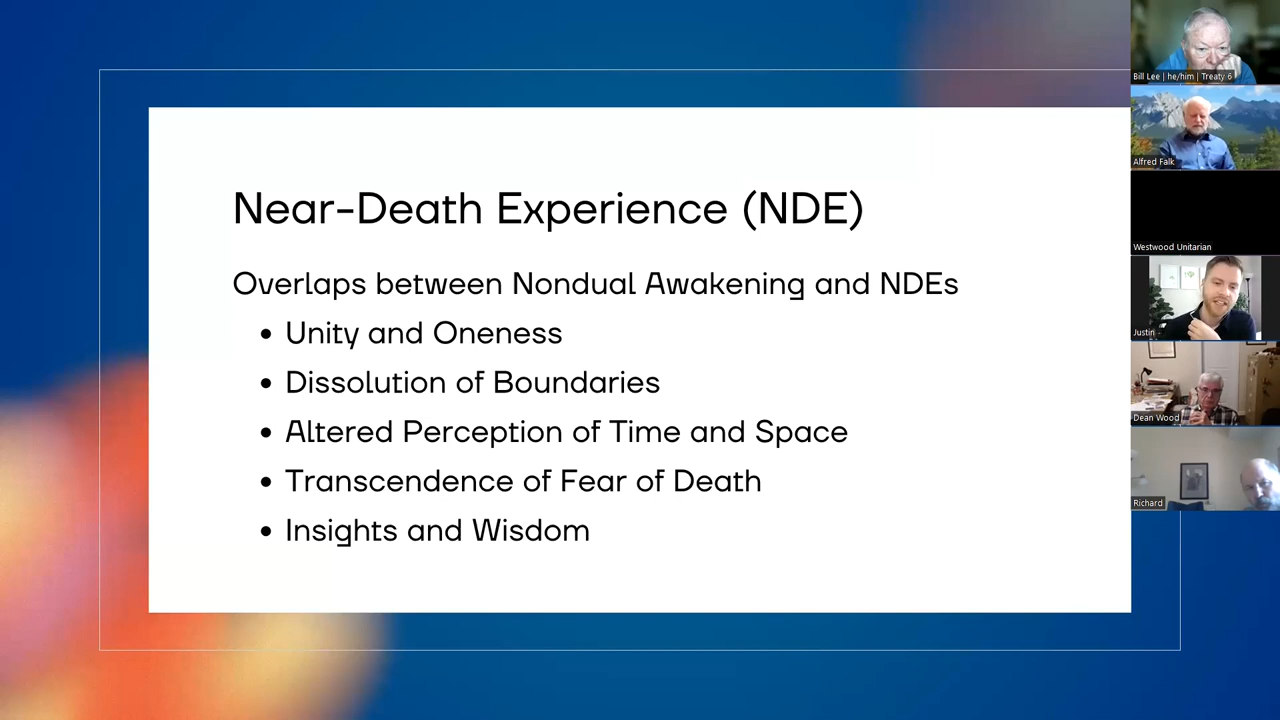 Near-Death Experience (NDE)
Overlaps between Nondual Awakening and NDEs
• Unity and Oneness
• Dissolution of Boundaries
• Altered Perception of Time and Space
• Transcendence of Fear of Death
• Insights and Wisdom
Bill Lee | he/him | Treaty 6
Alfred Falk
Westwood Unitarian
Justin
Dean Wood
Richard